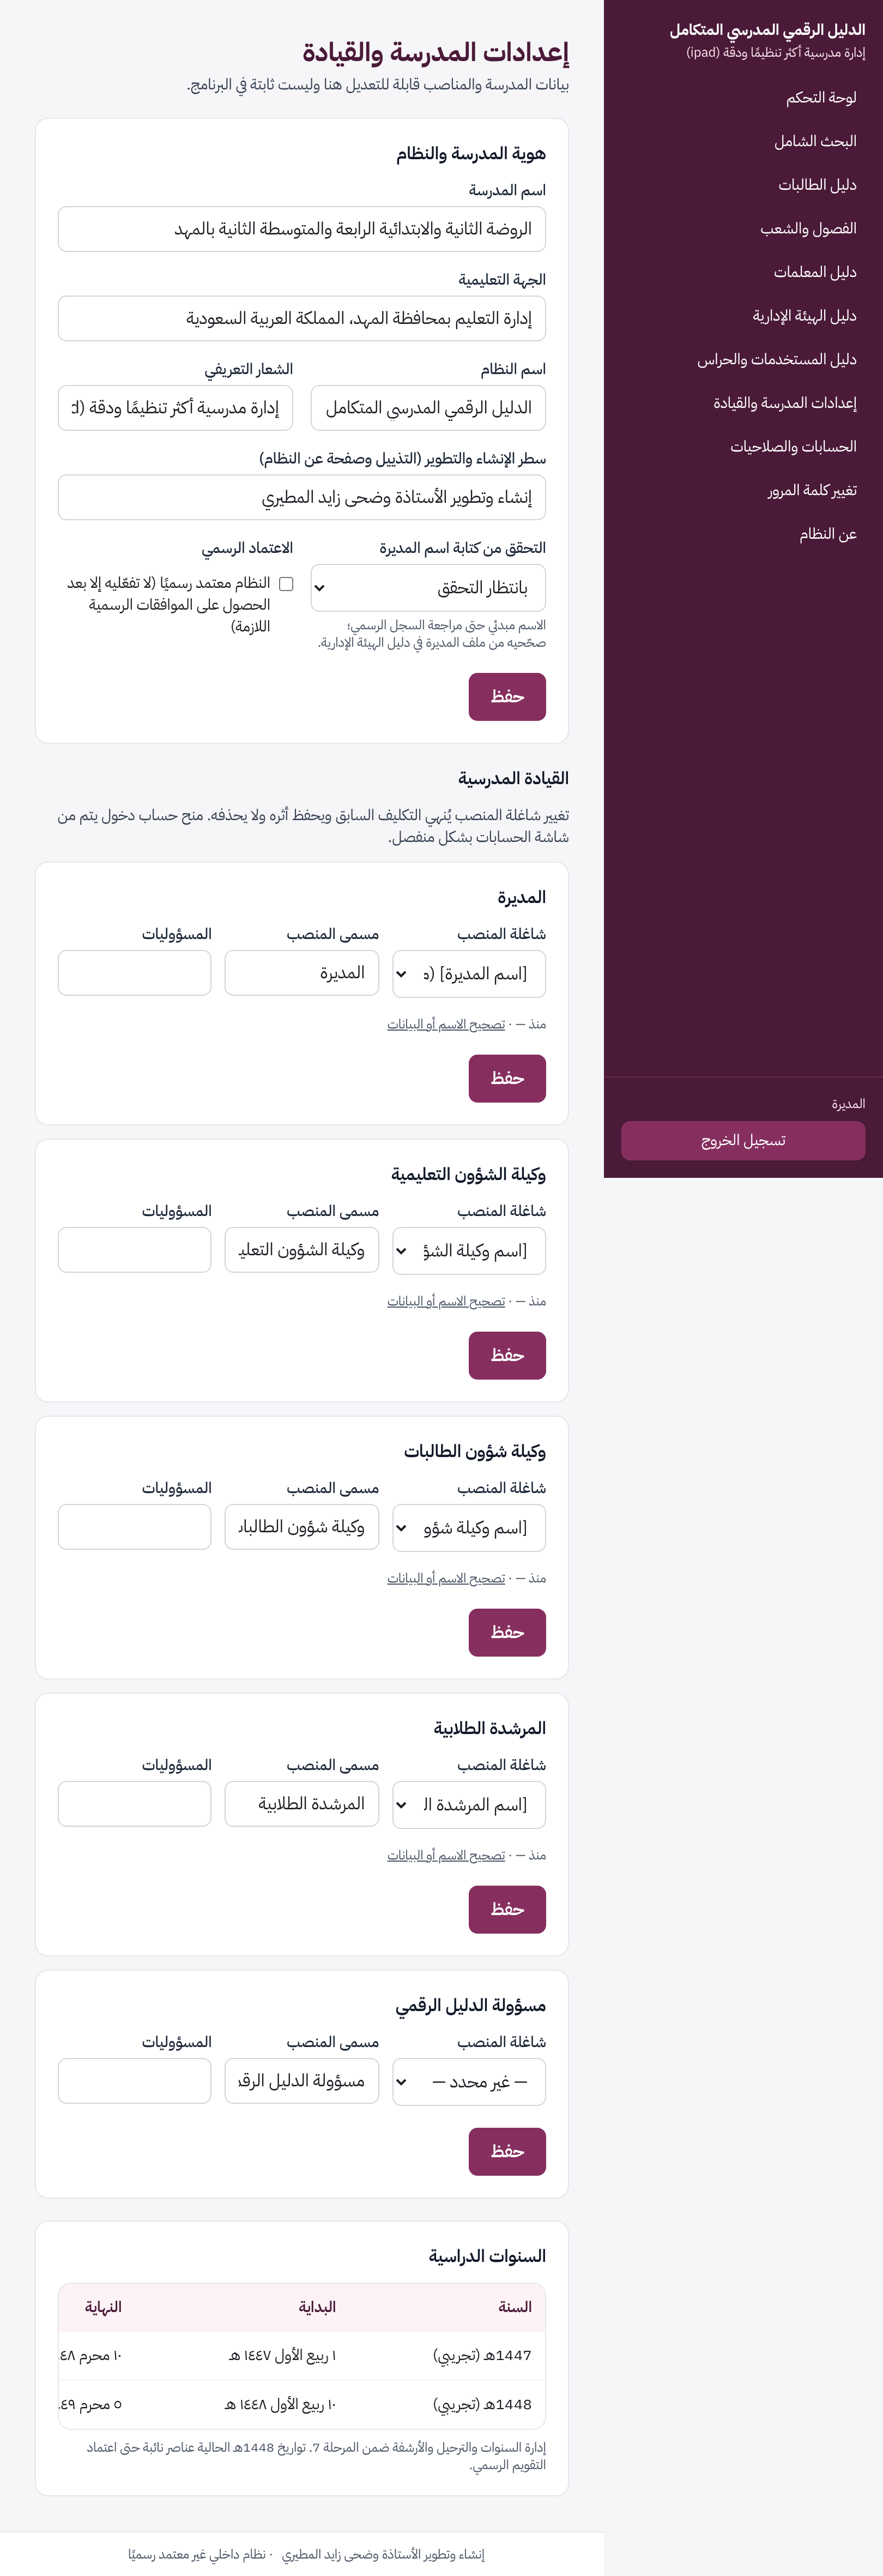 الدليل الرقمي المدرسي المتكامل
إدارة مدرسية أكثر تنظيمًا ودقة (ipad)
لوحة التحكم
البحث الشامل
دليل الطالبات
الفصول والشعب
دليل المعلمات
دليل الهيئة الإدارية
دليل المستخدمات والحراس
إعدادات المدرسة والقيادة
الحسابات والصلاحيات
تغيير كلمة المرور
عن النظام
المديرة
تسجيل الخروج
إعدادات المدرسة والقيادة
بيانات المدرسة والمناصب قابلة للتعديل هنا وليست ثابتة في البرنامج.
هوية المدرسة والنظام
اسم المدرسة
الروضة الثانية والابتدائية الرابعة والمتوسطة الثانية بالمهد
الجهة التعليمية
إدارة التعليم بمحافظة المهد، المملكة العربية السعودية
اسم النظام
الدليل الرقمي المدرسي المتكامل
الشعار التعريفي
إدارة مدرسية أكثر تنظيمًا ودقة
سطر الإنشاء والتطوير (التذييل وصفحة عن النظام)
إنشاء وتطوير الأستاذة وضحى زايد المطيري
التحقق من كتابة اسم المديرة
بانتظار التحقق
الاسم مبدئي حتى مراجعة السجل الرسمي؛
صحّحيه من ملف المديرة في دليل الهيئة الإدارية.
الاعتماد الرسمي
النظام معتمد رسميًا (لا تفعّليه إلا بعد
الحصول على الموافقات الرسمية
اللازمة)
حفظ
القيادة المدرسية
تغيير شاغلة المنصب يُنهي التكليف السابق ويحفظ أثره ولا يحذفه. منح حساب دخول يتم من
شاشة الحسابات بشكل منفصل.
المديرة
شاغلة المنصب
[اسم المديرة]
مسمى المنصب
المديرة
المسؤوليات
منذ — · تصحيح الاسم أو البيانات
حفظ
وكيلة الشؤون التعليمية
شاغلة المنصب
[اسم وكيلة
مسمى المنصب
وكيلة الشؤون
المسؤوليات
منذ — · تصحيح الاسم أو البيانات
حفظ
وكيلة شؤون الطالبات
شاغلة المنصب
[اسم وكيلة
مسمى المنصب
وكيلة شؤون
المسؤوليات
منذ — · تصحيح الاسم أو البيانات
حفظ
المرشدة الطلابية
شاغلة المنصب
[اسم المرشدة
مسمى المنصب
المرشدة الطلابية
المسؤوليات
منذ — · تصحيح الاسم أو البيانات
حفظ
مسؤولة الدليل الرقمي
شاغلة المنصب
— غير محدد —
مسمى المنصب
مسؤولة الدليل
المسؤوليات
حفظ
السنوات الدراسية
السنة البداية النهاية
1447هـ (تجريبي) ١ ربيع الأول ١٤٤٧ هـ ١٠ محرم
1448هـ (تجريبي) ١٠ ربيع الأول ١٤٤٨ هـ ٥ محرم
إدارة السنوات والترحيل والأرشفة ضمن المرحلة 7. تواريخ 1448هـ الحالية عناصر نائبة حتى اعتماد
التقويم الرسمي.
إنشاء وتطوير الأستاذة وضحى زايد المطيري · نظام داخلي غير معتمد رسميًا